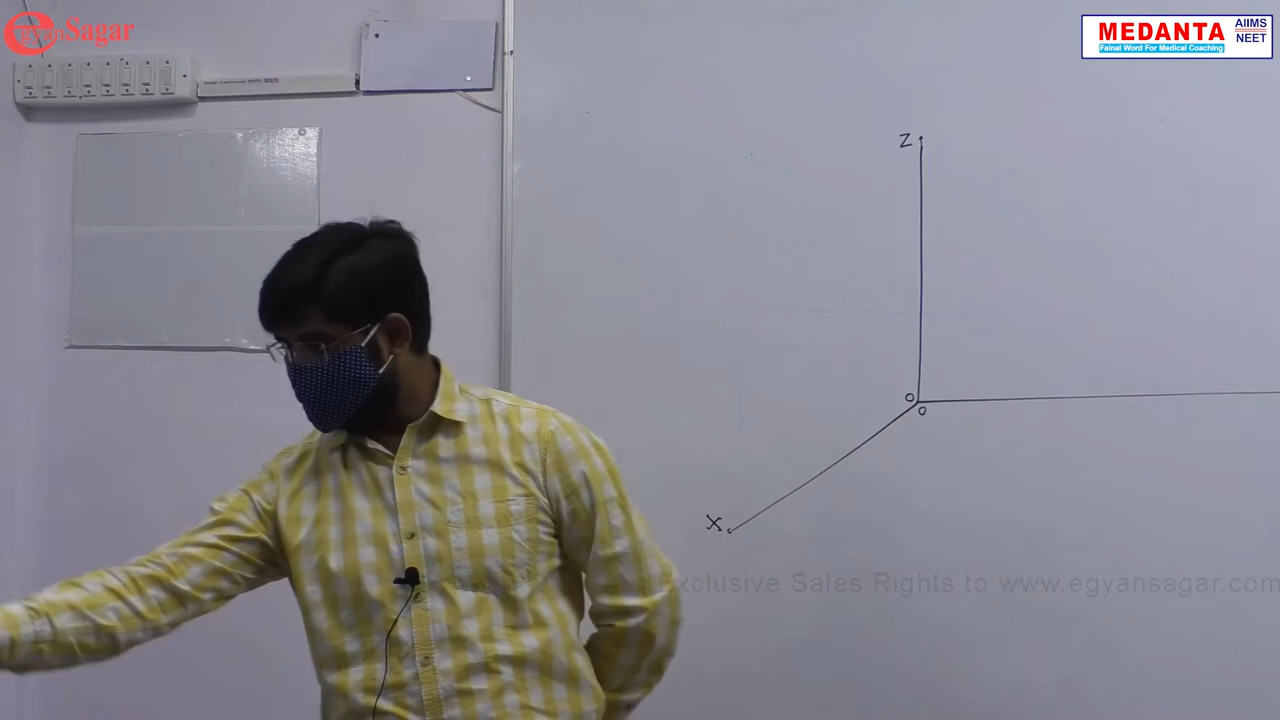 egyanSagar
MEDANTA
AIIMS
NEET
Fainal Word For Medical Coaching
Z
O
O
X
Exclusive Sales Rights to www.egyansagar.com